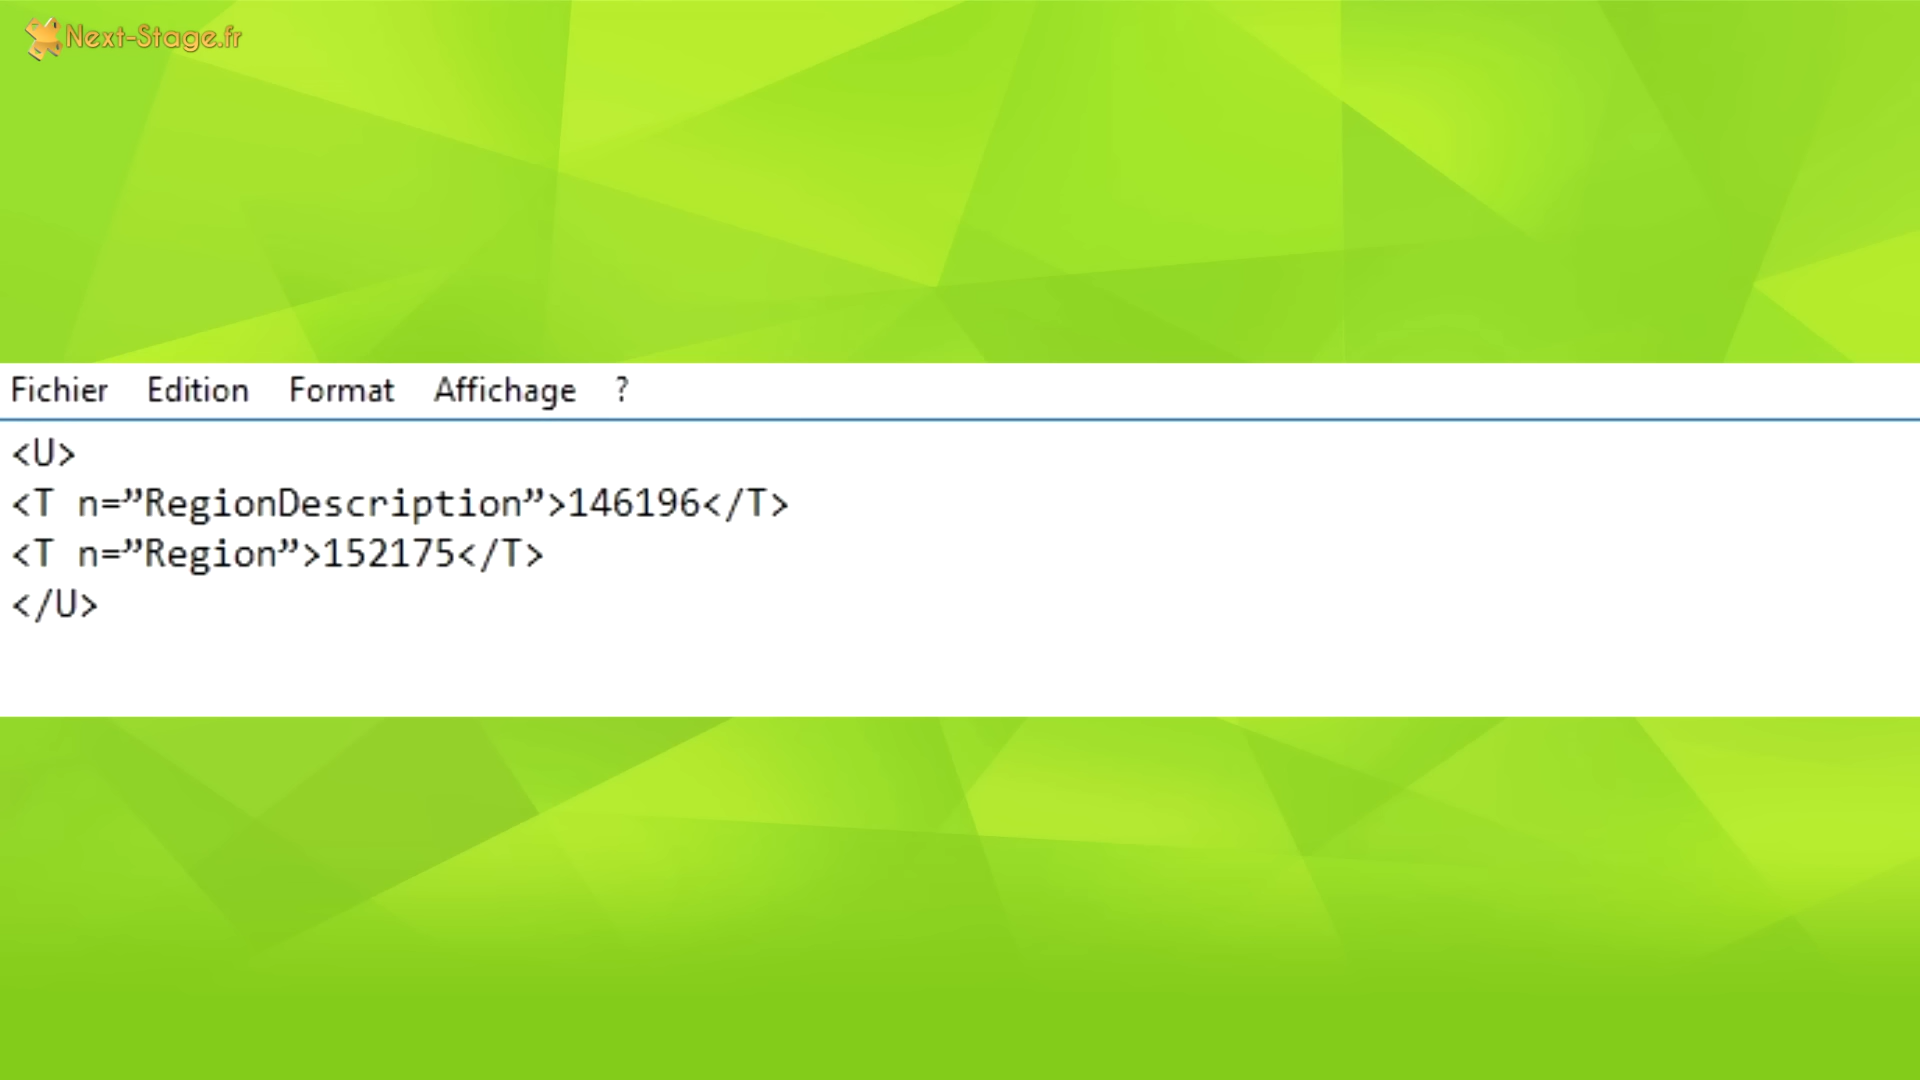 Next-Stage.fr
Fichier Edition Format Affichage ?
<U>
<T n=”RegionDescription”>146196</T>
<T n=”Region”>152175</T>
</U>